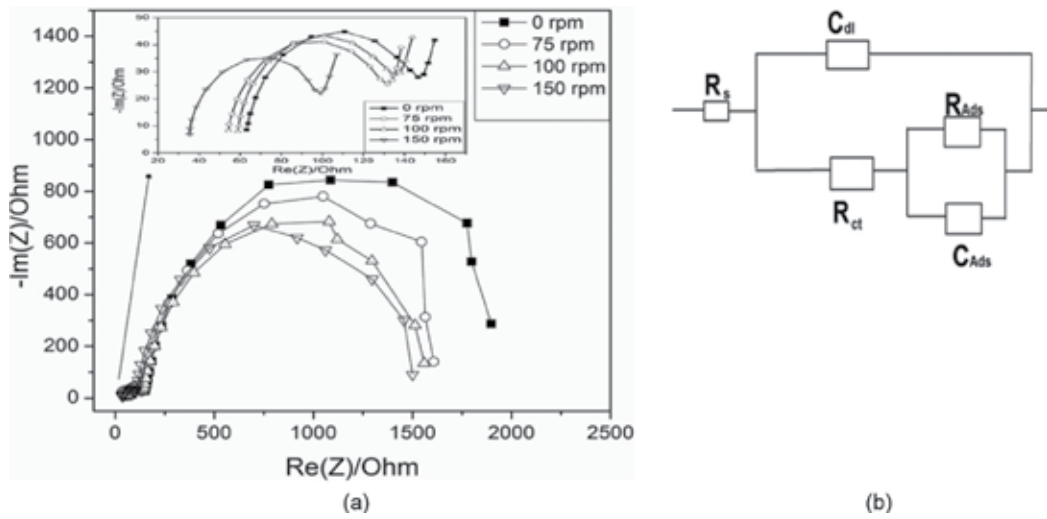 -Im(Z)/Ohm
1400
1200
1000
800
600
400
200
0
0
500
1000
1500
2000
2500
Re(Z)/Ohm
0 rpm
75 rpm
100 rpm
150 rpm
-Im(Z)/Ohm
50
40
30
20
10
0
20
40
60
80
100
120
140
160
Re(Z)/Ohm
0 rpm
75 rpm
100 rpm
150 rpm
(a)
Cdl
Rs
RAds
Rct
CAds
(b)